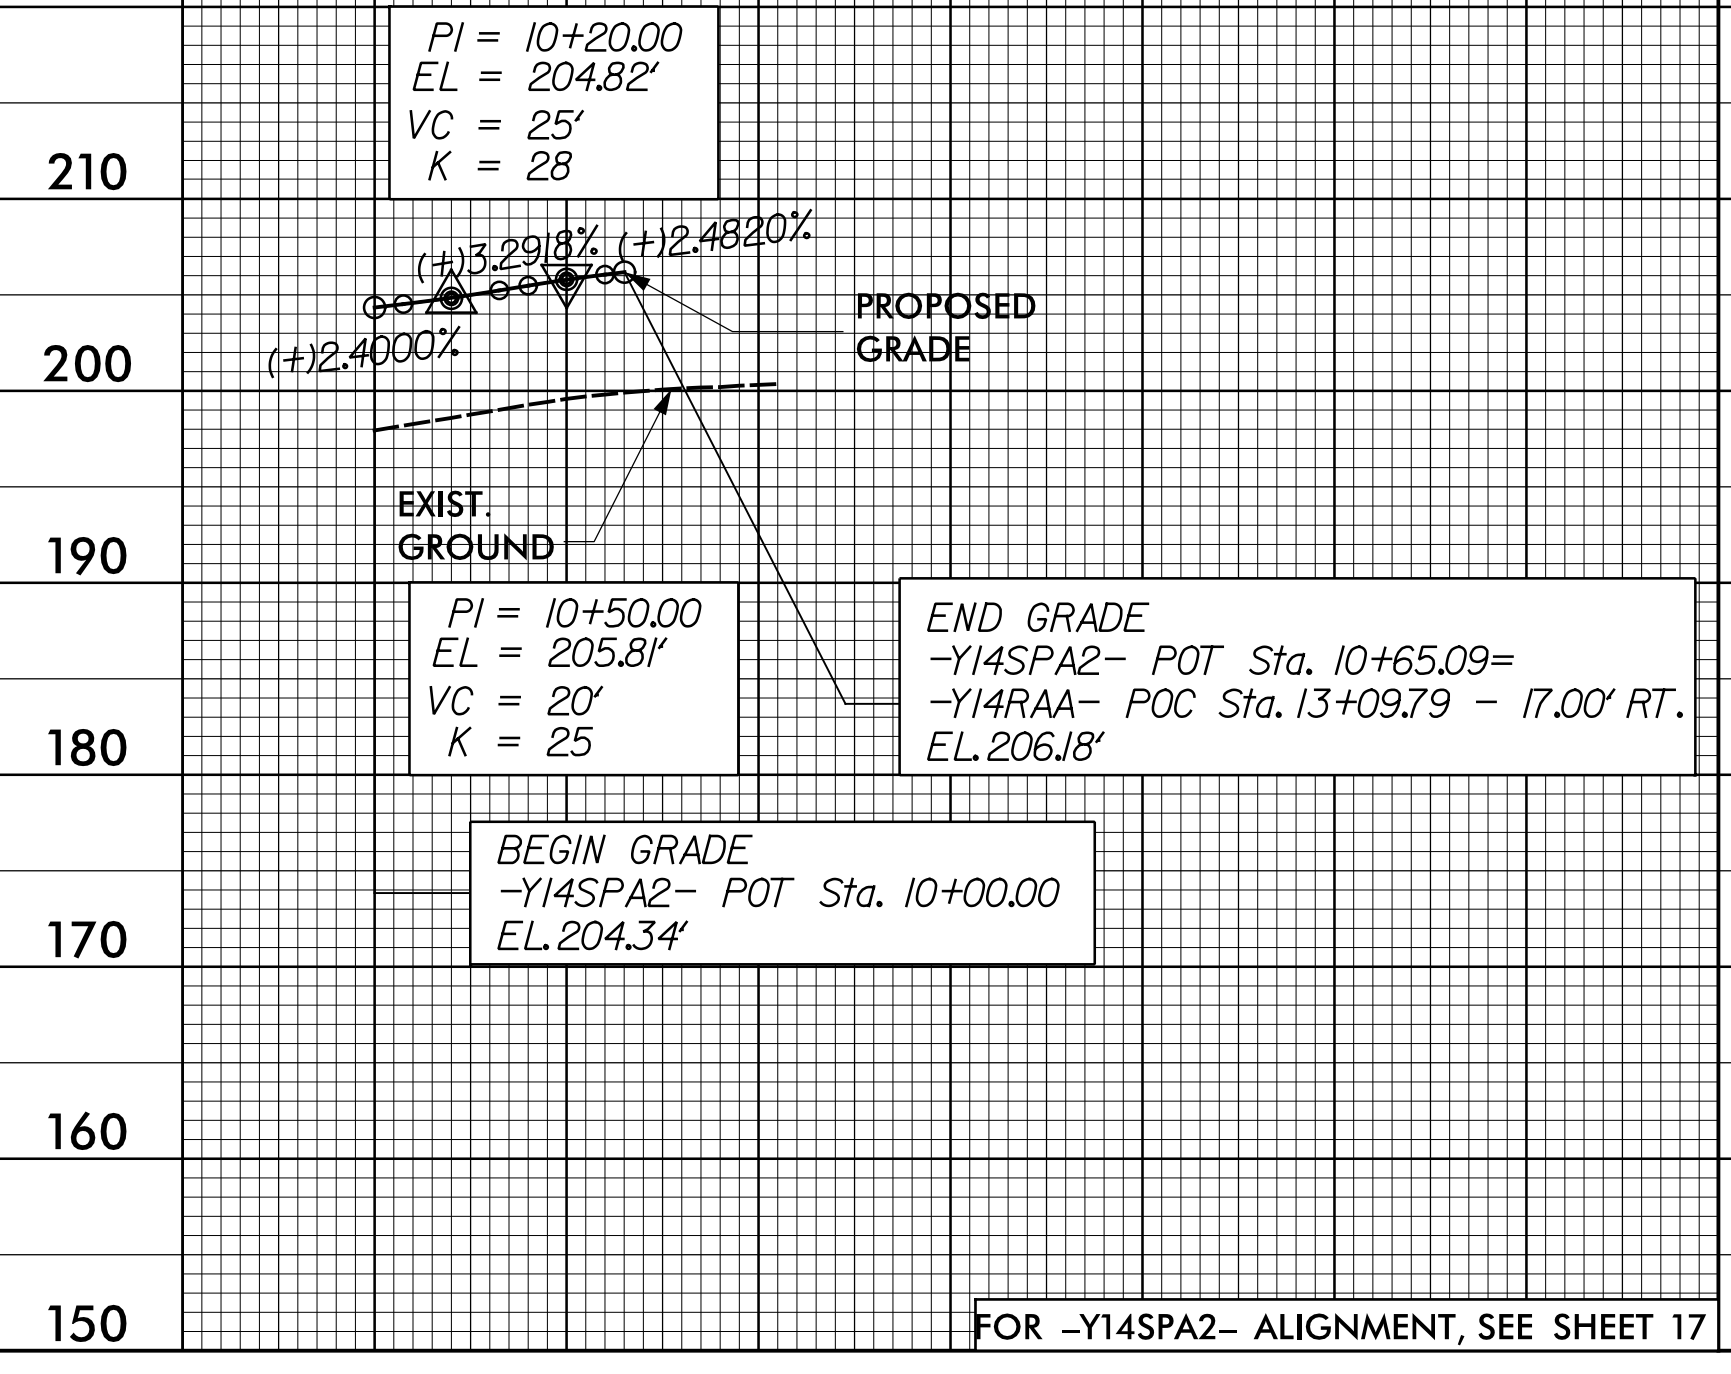 PI = 10+20.00
EL = 204.82'
VC = 25'
K = 28
210
(+)3.2918%
(+)2.4820%
PROPOSED
GRADE
(+)2.4000%
200
EXIST.
GROUND
190
PI = 10+50.00
EL = 205.81'
VC = 20'
K = 25
END GRADE
-Y14SPA2- POT Sta. 10+65.09=
-Y14RAA- POC Sta. 13+09.79 - 17.00' RT.
EL. 206.18'
180
BEGIN GRADE
-Y14SPA2- POT Sta. 10+00.00
EL. 204.34'
170
160
150
FOR -Y14SPA2- ALIGNMENT, SEE SHEET 17